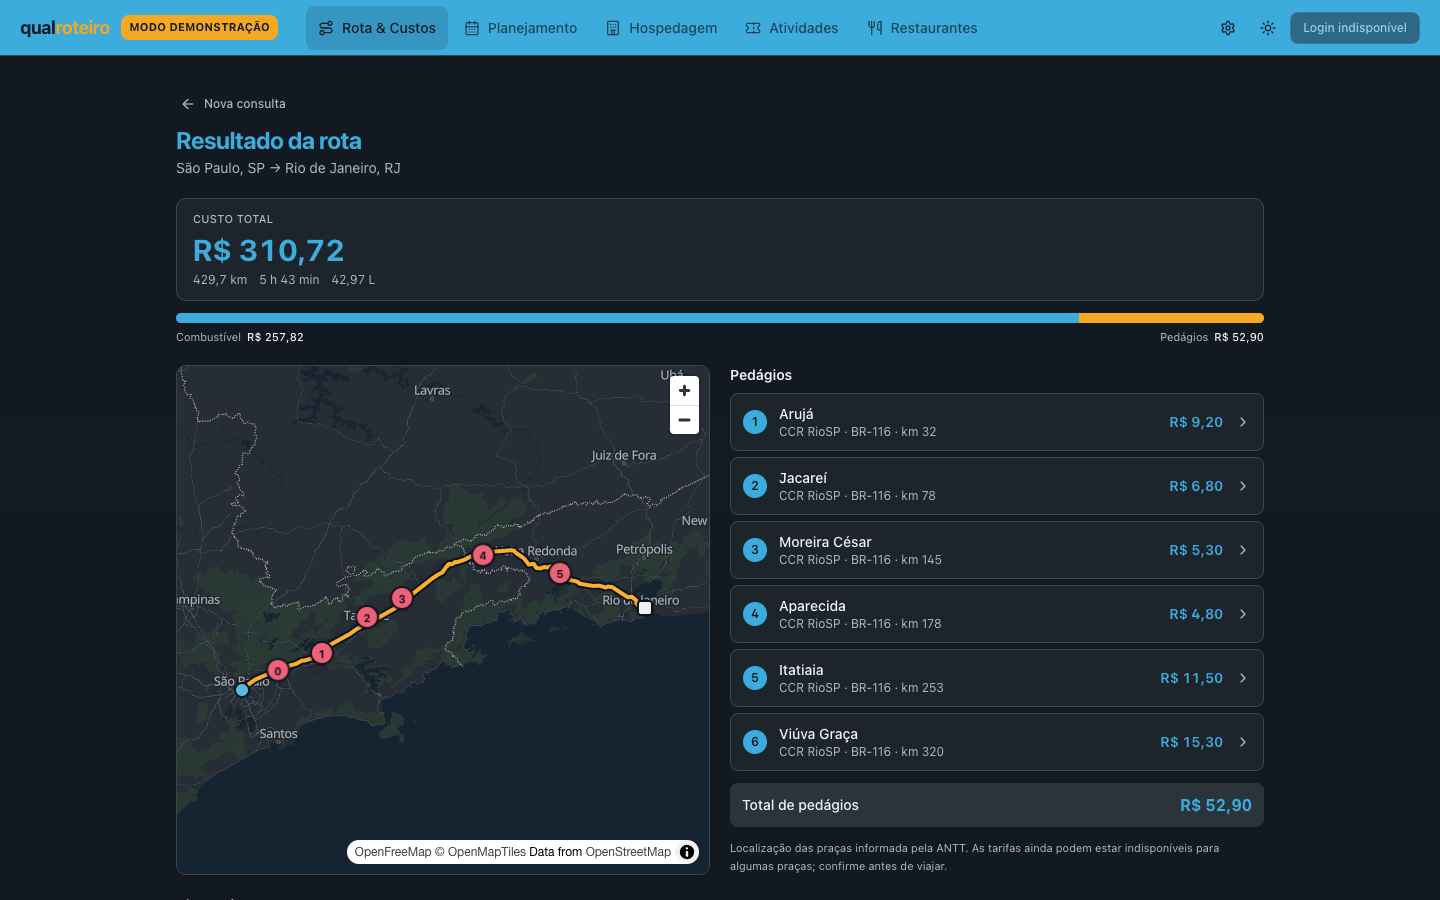 qualroteiro
MODO DEMONSTRAÇÃO
Rota & Custos
Planejamento
Hospedagem
Atividades
Restaurantes
Login indisponível
Nova consulta
Resultado da rota
São Paulo, SP → Rio de Janeiro, RJ
CUSTO TOTAL
R$ 310,72
429,7 km 5 h 43 min 42,97 L
Combustível R$ 257,82
Pedágios R$ 52,90
Lavras
Juiz de Fora
New
Petrópolis
Redonda
mpinas
Santos
0
1
2
3
4
5
OpenFreeMap © OpenMapTiles Data from OpenStreetMap
Pedágios
1
Arujá
R$ 9,20
CCR RioSP · BR-116 · km 32
2
Jacareí
R$ 6,80
CCR RioSP · BR-116 · km 78
3
Moreira César
R$ 5,30
CCR RioSP · BR-116 · km 145
4
Aparecida
R$ 4,80
CCR RioSP · BR-116 · km 178
5
Itatiaia
R$ 11,50
CCR RioSP · BR-116 · km 253
6
Viúva Graça
R$ 15,30
CCR RioSP · BR-116 · km 320
Total de pedágios
R$ 52,90
Localização das praças informada pela ANTT. As tarifas ainda podem estar indisponíveis para
algumas praças; confirme antes de viajar.